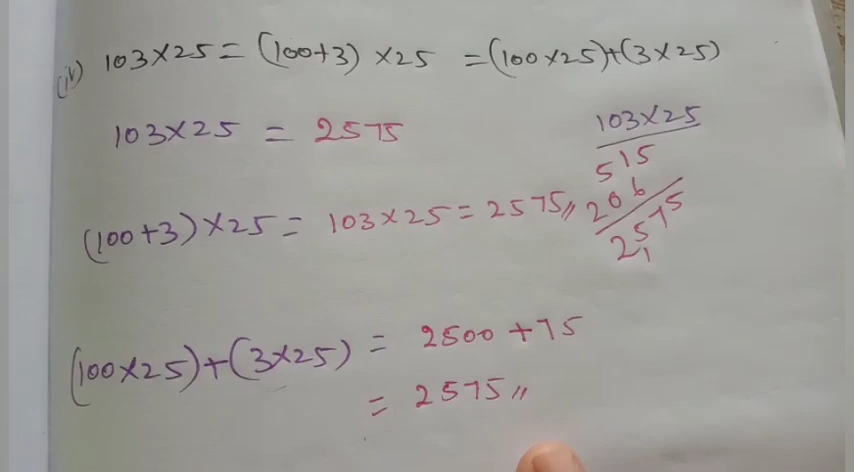 (iv) 103×25 = (100+3) ×25 = (100×25)+(3×25)
103×25 = 2575
103×25
515
206
2575
1
(100+3)×25 = 103×25 = 2575〃
(100×25)+(3×25) = 2500+75
= 2575〃